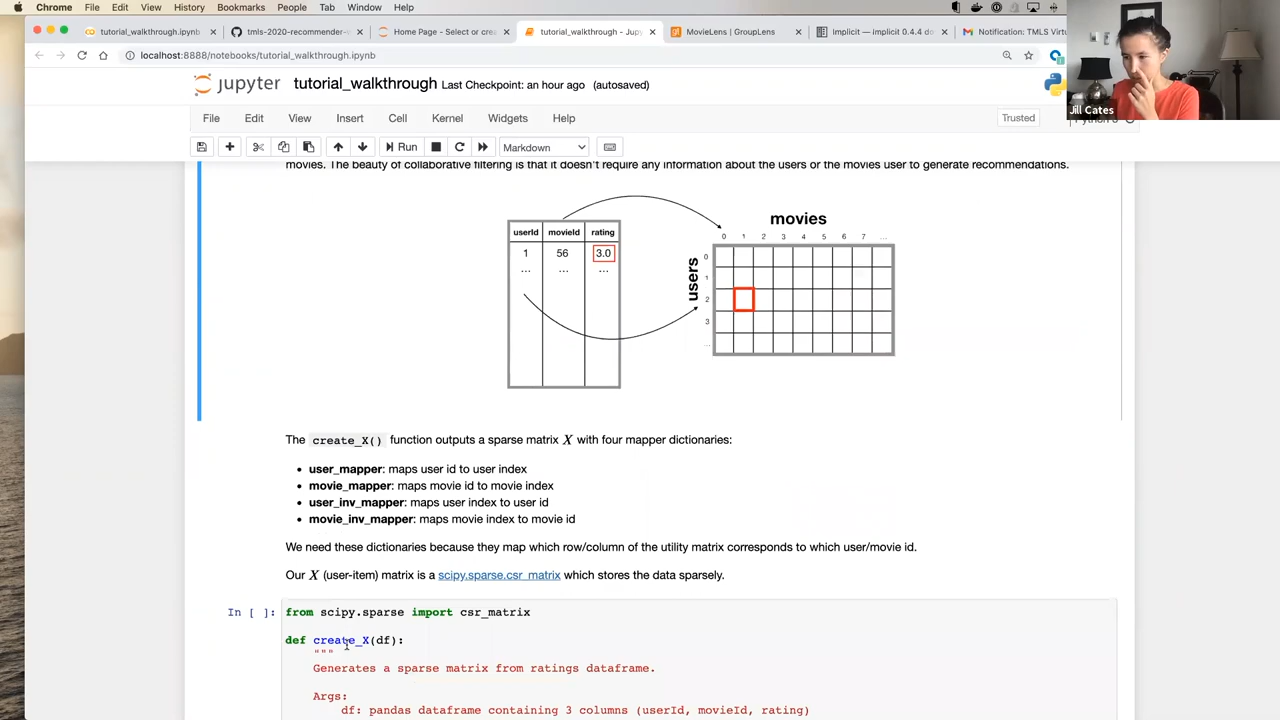 Chrome File Edit View History Bookmarks People Tab Window Help
tutorial_walkthrough.ipynb
tmls-2020-recommender-
Home Page - Select or crea
tutorial_walkthrough - Jupy
MovieLens | GroupLens
Implicit — implicit 0.4.4 do
Notification: TMLS Virtu
localhost:8888/notebooks/tutorial_walkthrough.ipynb
jupyter tutorial_walkthrough Last Checkpoint: an hour ago (autosaved)
Jill Cates
File Edit View Insert Cell Kernel Widgets Help
Trusted
Run
Markdown
movies. The beauty of collaborative filtering is that it doesn't require any information about the users or the movies user to generate recommendations.
movies
userId movieId rating
0 1 2 3 4 5 6 7 ...
1 56 3.0
... ... ...
users
0
1
2
3
...
The create_X() function outputs a sparse matrix X with four mapper dictionaries:
• user_mapper: maps user id to user index
• movie_mapper: maps movie id to movie index
• user_inv_mapper: maps user index to user id
• movie_inv_mapper: maps movie index to movie id
We need these dictionaries because they map which row/column of the utility matrix corresponds to which user/movie id.
Our X (user-item) matrix is a scipy.sparse.csr_matrix which stores the data sparsely.
In [ ]: from scipy.sparse import csr_matrix
def create_X(df):
"""
Generates a sparse matrix from ratings dataframe.
Args:
df: pandas dataframe containing 3 columns (userId, movieId, rating)